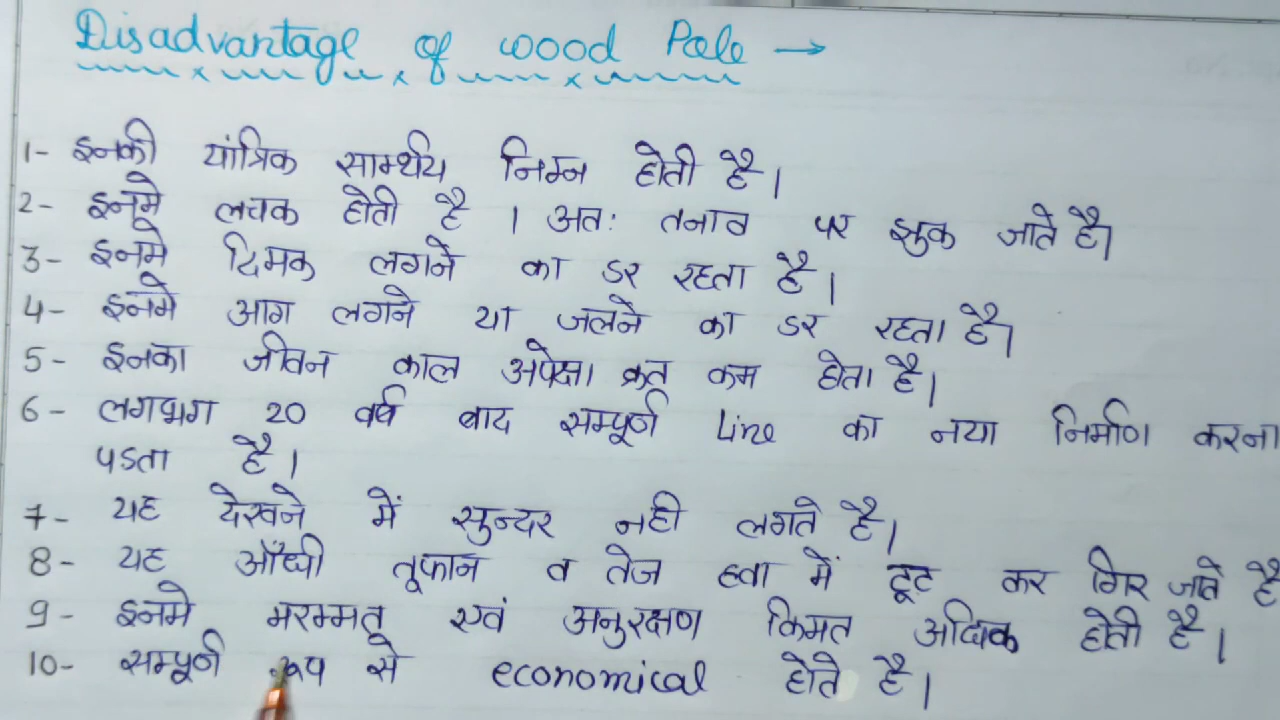 Disadvantage of wood Pole →
1- इनकी यांत्रिक सामर्थय निम्न होती है।
2- इनमे लचक होती है । अतः तनाव पर झुक जाते है।
3- इनमे दिमक लगने का डर रहता है।
4- इनमे आग लगने या जलने का डर रहता है।
5- इनका जीवन काल अपेक्षा क्रत कम होता है।
6- लगभग 20 वर्ष बाद सम्पूर्ण Line का नया निर्माण करना
पडता है।
7- यह देखने में सुन्दर नही लगते है।
8- यह आँधी तूफान व तेज हवा में टूट कर गिर जाते है
9- इनमे मरम्मत एवं अनुरक्षण किमत अधिक होती है।
10- सम्पूर्ण रूप से economical होते है।